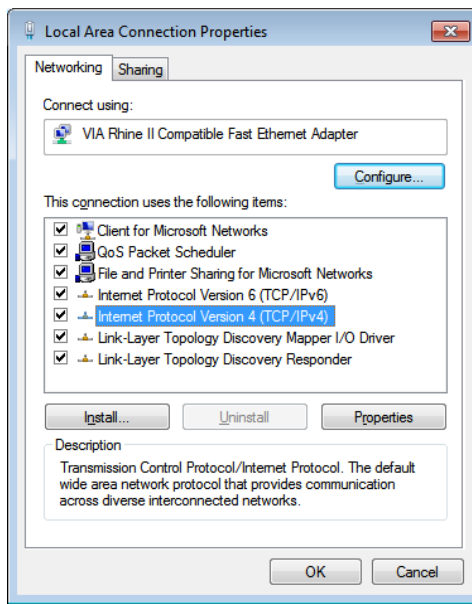 Local Area Connection Properties
Networking
Sharing
Connect using:
VIA Rhine II Compatible Fast Ethernet Adapter
Configure...
This connection uses the following items:
Client for Microsoft Networks
QoS Packet Scheduler
File and Printer Sharing for Microsoft Networks
Internet Protocol Version 6 (TCP/IPv6)
Internet Protocol Version 4 (TCP/IPv4)
Link-Layer Topology Discovery Mapper I/O Driver
Link-Layer Topology Discovery Responder
Install...
Uninstall
Properties
Description
Transmission Control Protocol/Internet Protocol. The default
wide area network protocol that provides communication
across diverse interconnected networks.
OK
Cancel